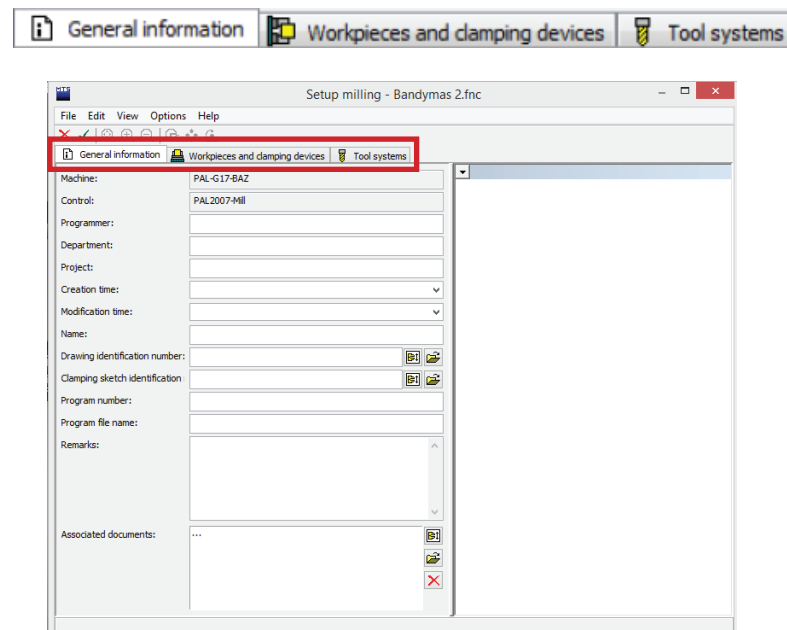 General information Workpieces and clamping devices Tool systems
Setup milling - Bandymas 2.fnc
File Edit View Options Help
General information Workpieces and clamping devices Tool systems
Machine: PAL-G17-BAZ
Control: PAL2007-Mill
Programmer:
Department:
Project:
Creation time:
Modification time:
Name:
Drawing identification number:
Clamping sketch identification
Program number:
Program file name:
Remarks:
Associated documents: ...